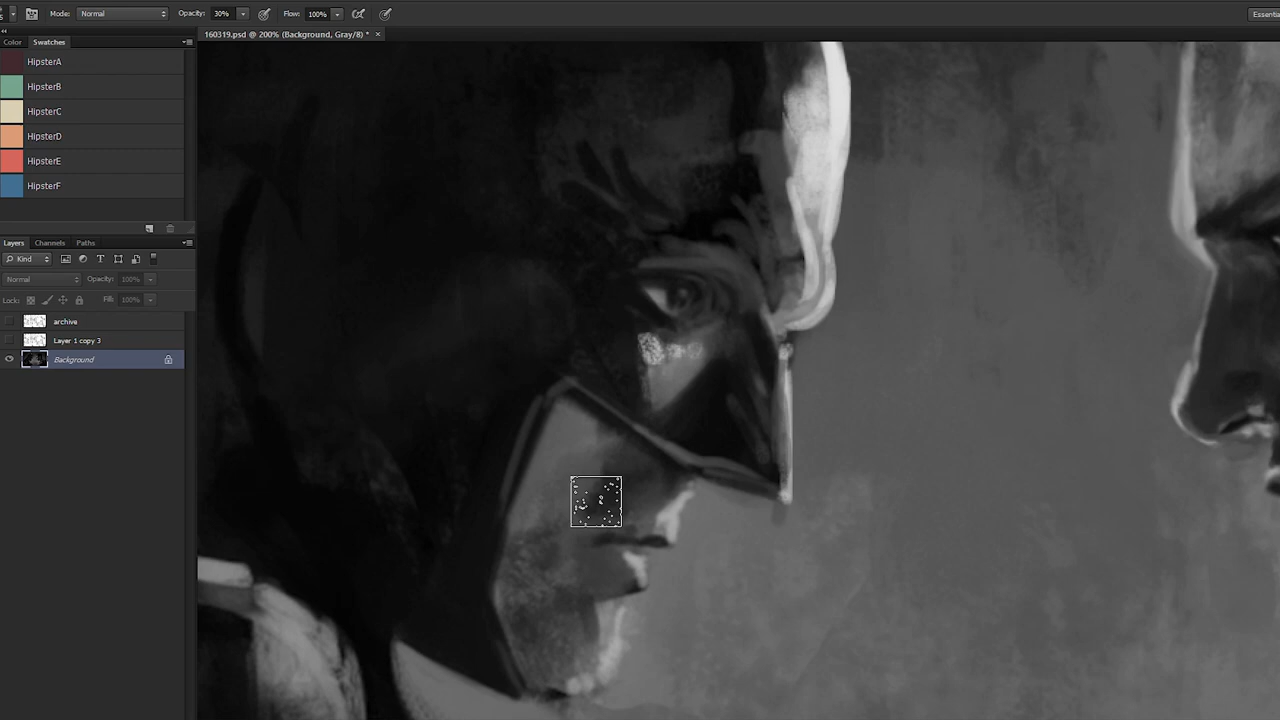 Mode: Normal Opacity: 30% Flow: 100% Essentia
160319.psd @ 200% (Background, Gray/8) * ×
Color Swatches
HipsterA
HipsterB
HipsterC
HipsterD
HipsterE
HipsterF
Layers Channels Paths
Kind
Normal Opacity: 100%
Lock: Fill: 100%
archive
Layer 1 copy 3
Background